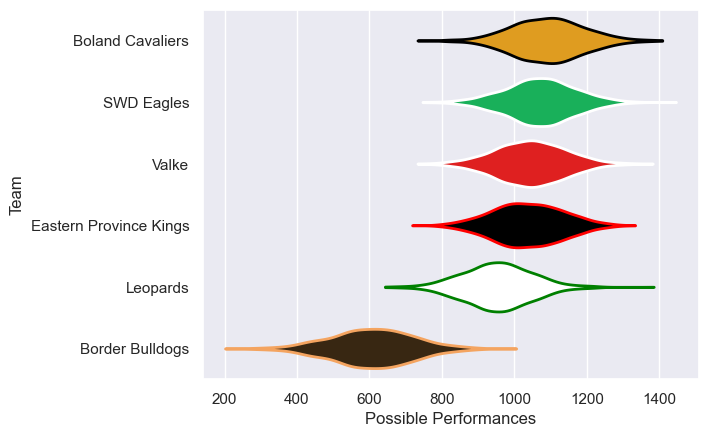 Boland Cavaliers
SWD Eagles
Valke
Eastern Province Kings
Leopards
Border Bulldogs
Team
200 400 600 800 1000 1200 1400
Possible Performances